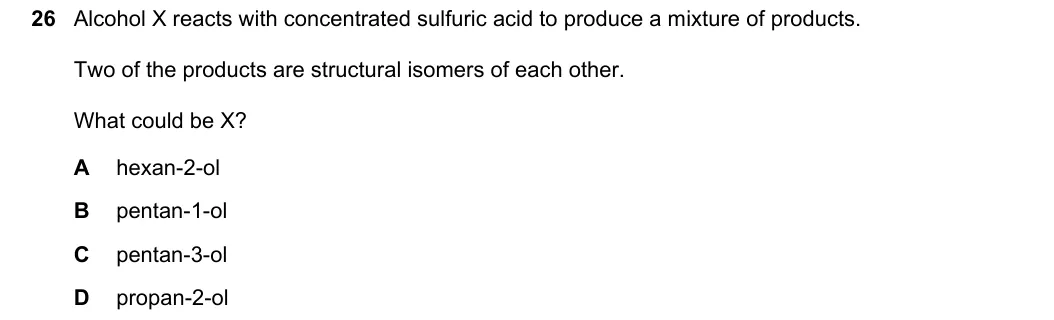 26 Alcohol X reacts with concentrated sulfuric acid to produce a mixture of products.
Two of the products are structural isomers of each other.
What could be X?
A hexan-2-ol
B pentan-1-ol
C pentan-3-ol
D propan-2-ol